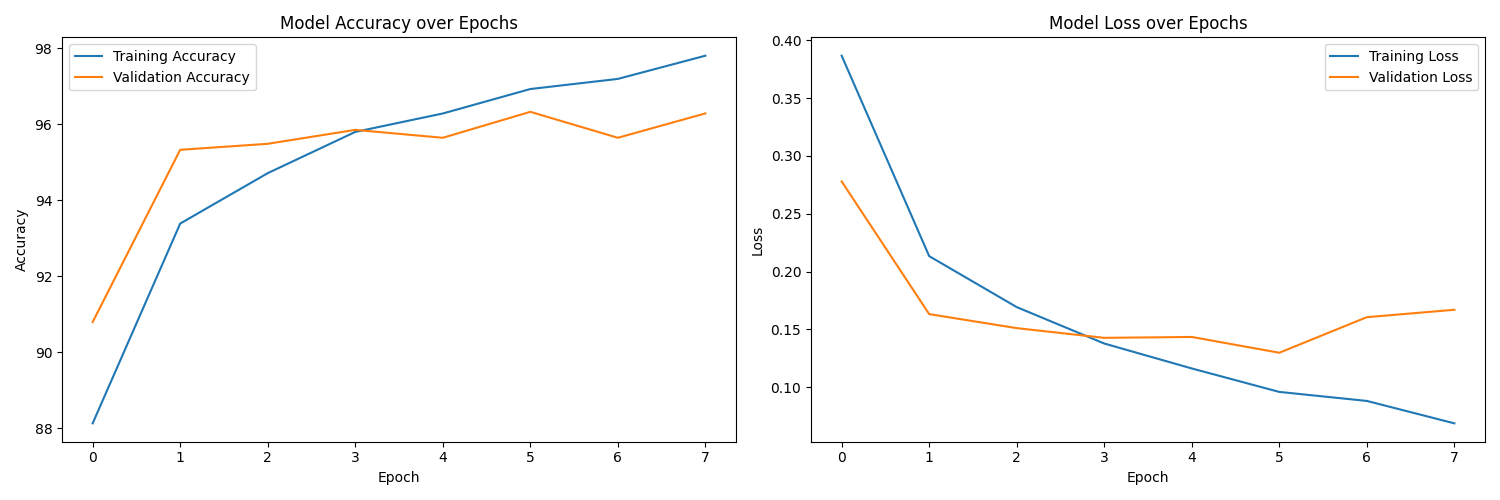 Model Accuracy over Epochs
Training Accuracy
Validation Accuracy
98
96
94
92
90
88
Accuracy
0 1 2 3 4 5 6 7
Epoch
Model Loss over Epochs
Training Loss
Validation Loss
0.40
0.35
0.30
0.25
0.20
0.15
0.10
Loss
0 1 2 3 4 5 6 7
Epoch